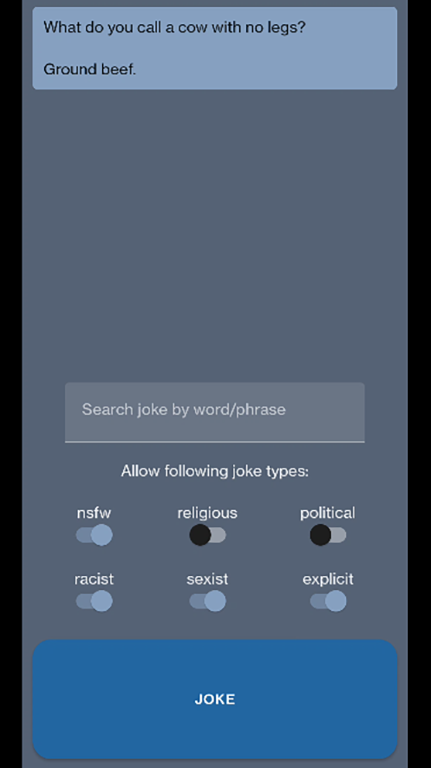 What do you call a cow with no legs?
Ground beef.
Search joke by word/phrase
Allow following joke types:
nsfw religious political
racist sexist explicit
JOKE